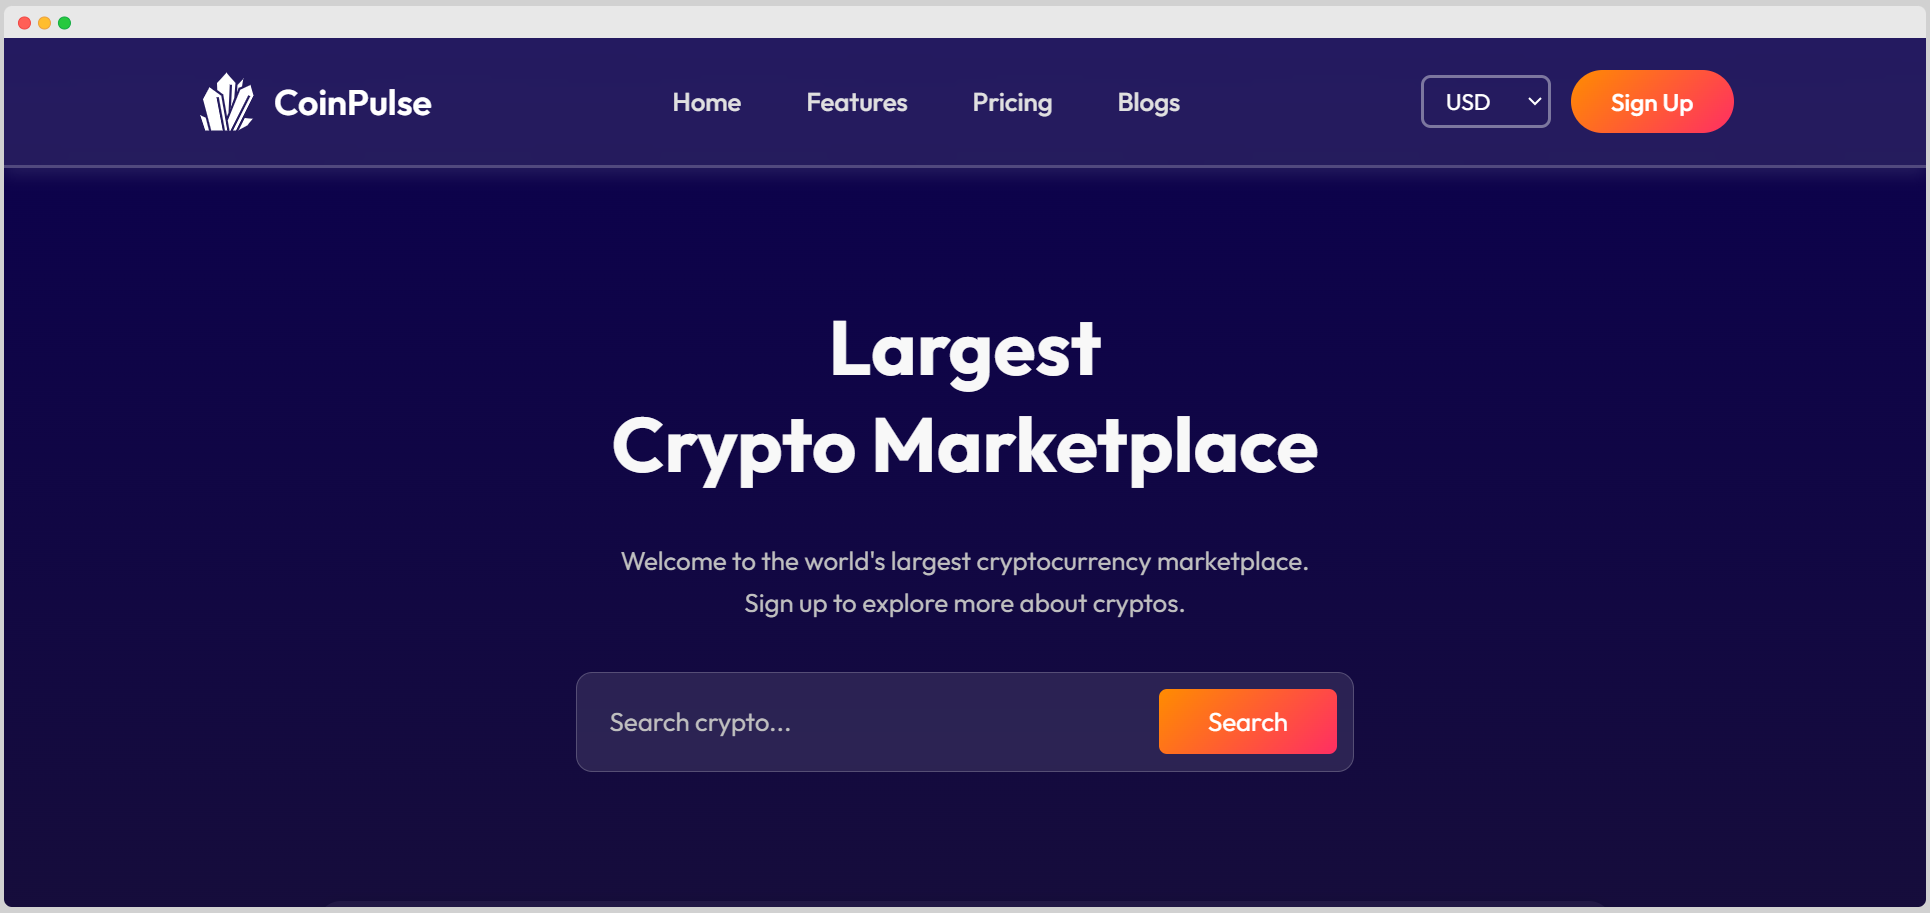 CoinPulse
Home
Features
Pricing
Blogs
USD
Sign Up
Largest
Crypto Marketplace
Welcome to the world's largest cryptocurrency marketplace.
Sign up to explore more about cryptos.
Search crypto...
Search